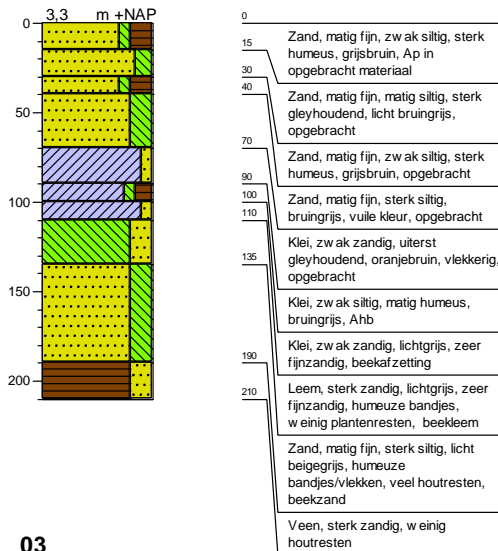 3,3 m +NAP
0
50
100
150
200
0
15
30
40
70
90
100
110
135
190
210
Zand, matig fijn, zwak siltig, sterk
humeus, grijsbruin, Ap in
opgebracht materiaal
Zand, matig fijn, matig siltig, sterk
gleyhoudend, licht bruingrijs,
opgebracht
Zand, matig fijn, zwak siltig, sterk
humeus, grijsbruin, opgebracht
Zand, matig fijn, sterk siltig,
bruingrijs, vuile kleur, opgebracht
Klei, zwak zandig, uiterst
gleyhoudend, oranjebruin, vlekkerig,
opgebracht
Klei, zwak siltig, matig humeus,
bruingrijs, Ahb
Klei, zwak zandig, lichtgrijs, zeer
fijnzandig, beekafzetting
Leem, sterk zandig, lichtgrijs, zeer
fijnzandig, humeuze bandjes,
weinig plantenresten, beekleem
Zand, matig fijn, sterk siltig, licht
beigegrijs, humeuze
bandjes/vlekken, veel houtresten,
beekzand
Veen, sterk zandig, weinig
houtresten
03